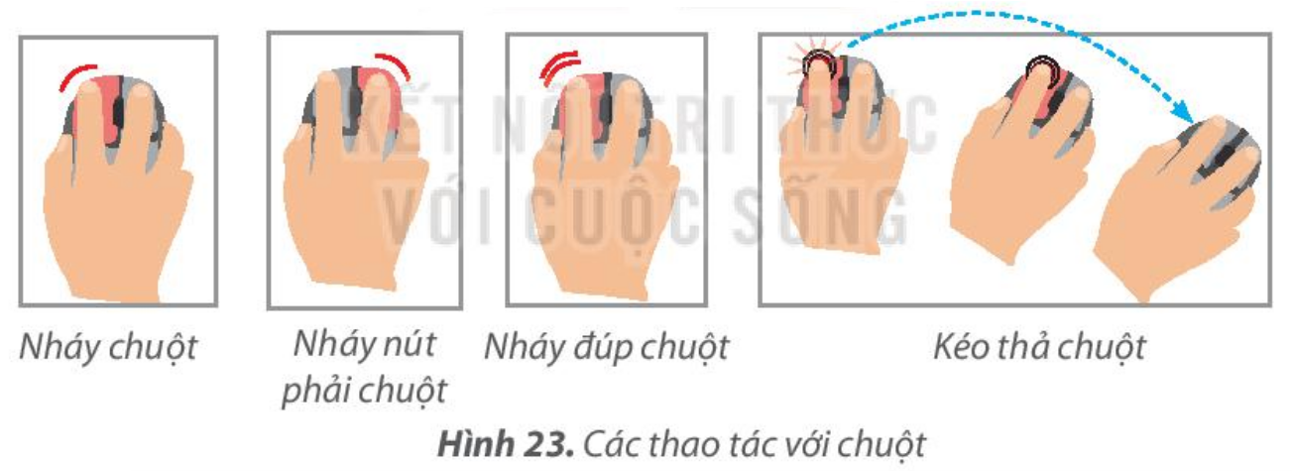 KẾT NỐI TRI THỨC
VỚI CUỘC SỐNG
Nháy chuột
Nháy nút
phải chuột
Nháy đúp chuột
Kéo thả chuột
Hình 23. Các thao tác với chuột